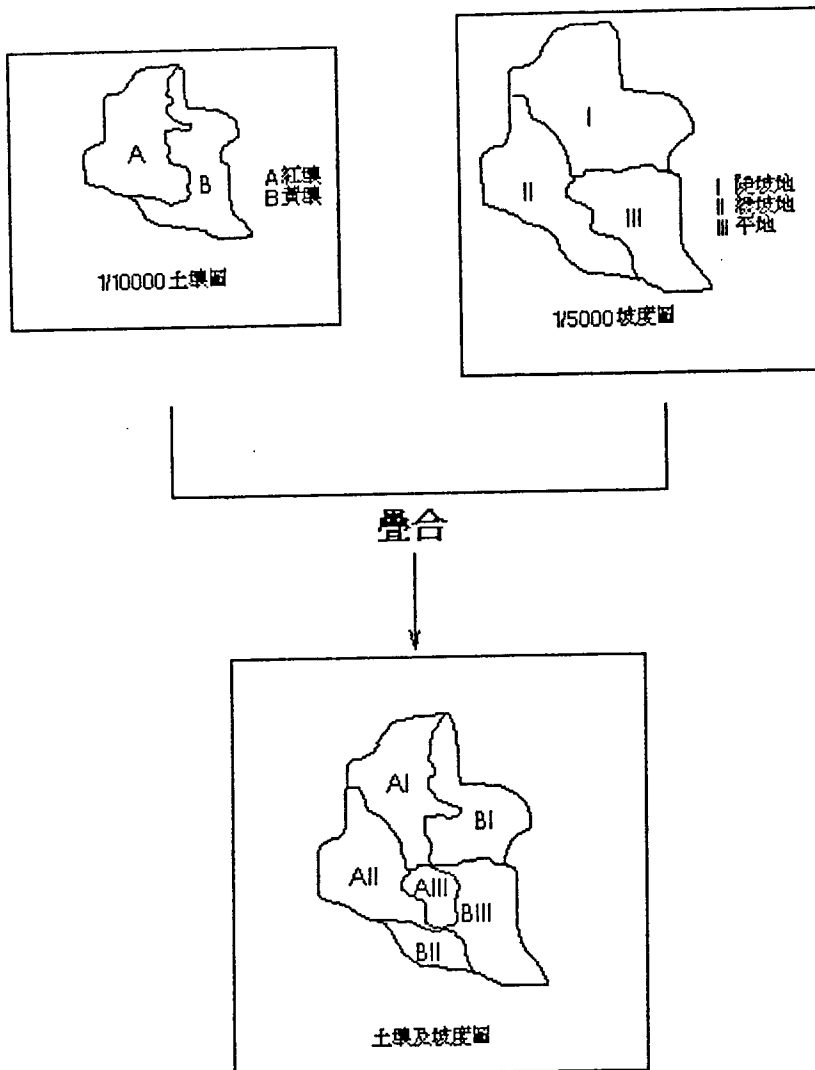 A
B
A 紅壤
B 黃壤
1/10000 土壤圖
I
II
III
I 陡坡地
II 緩坡地
III 平地
1/5000 坡度圖
疊合
AI
BI
AII
AIII
BIII
BII
土壤及坡度圖